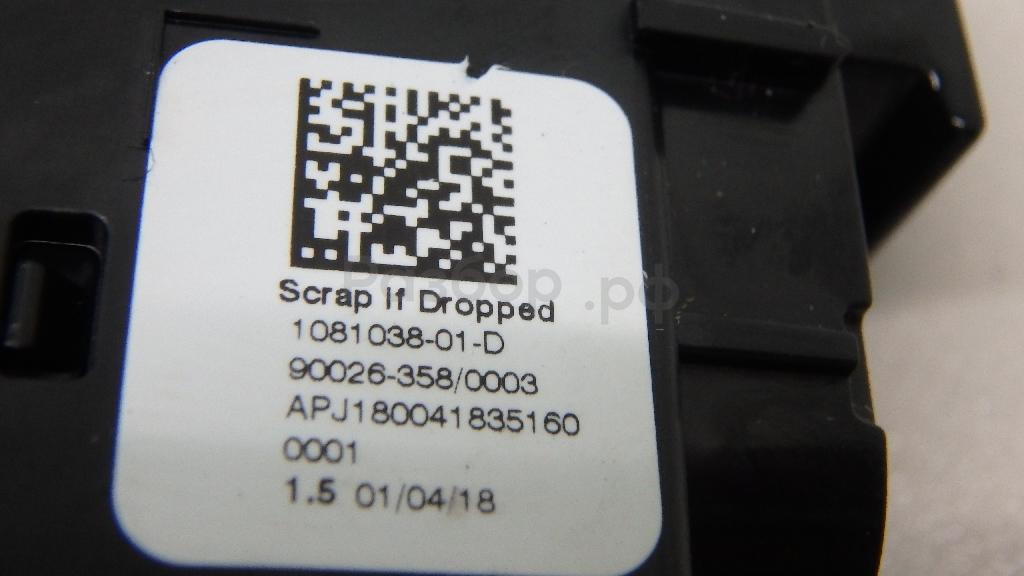 Разбор.рф
Scrap If Dropped
1081038-01-D
90026-358/0003
APJ180041835160
0001
1.5 01/04/18